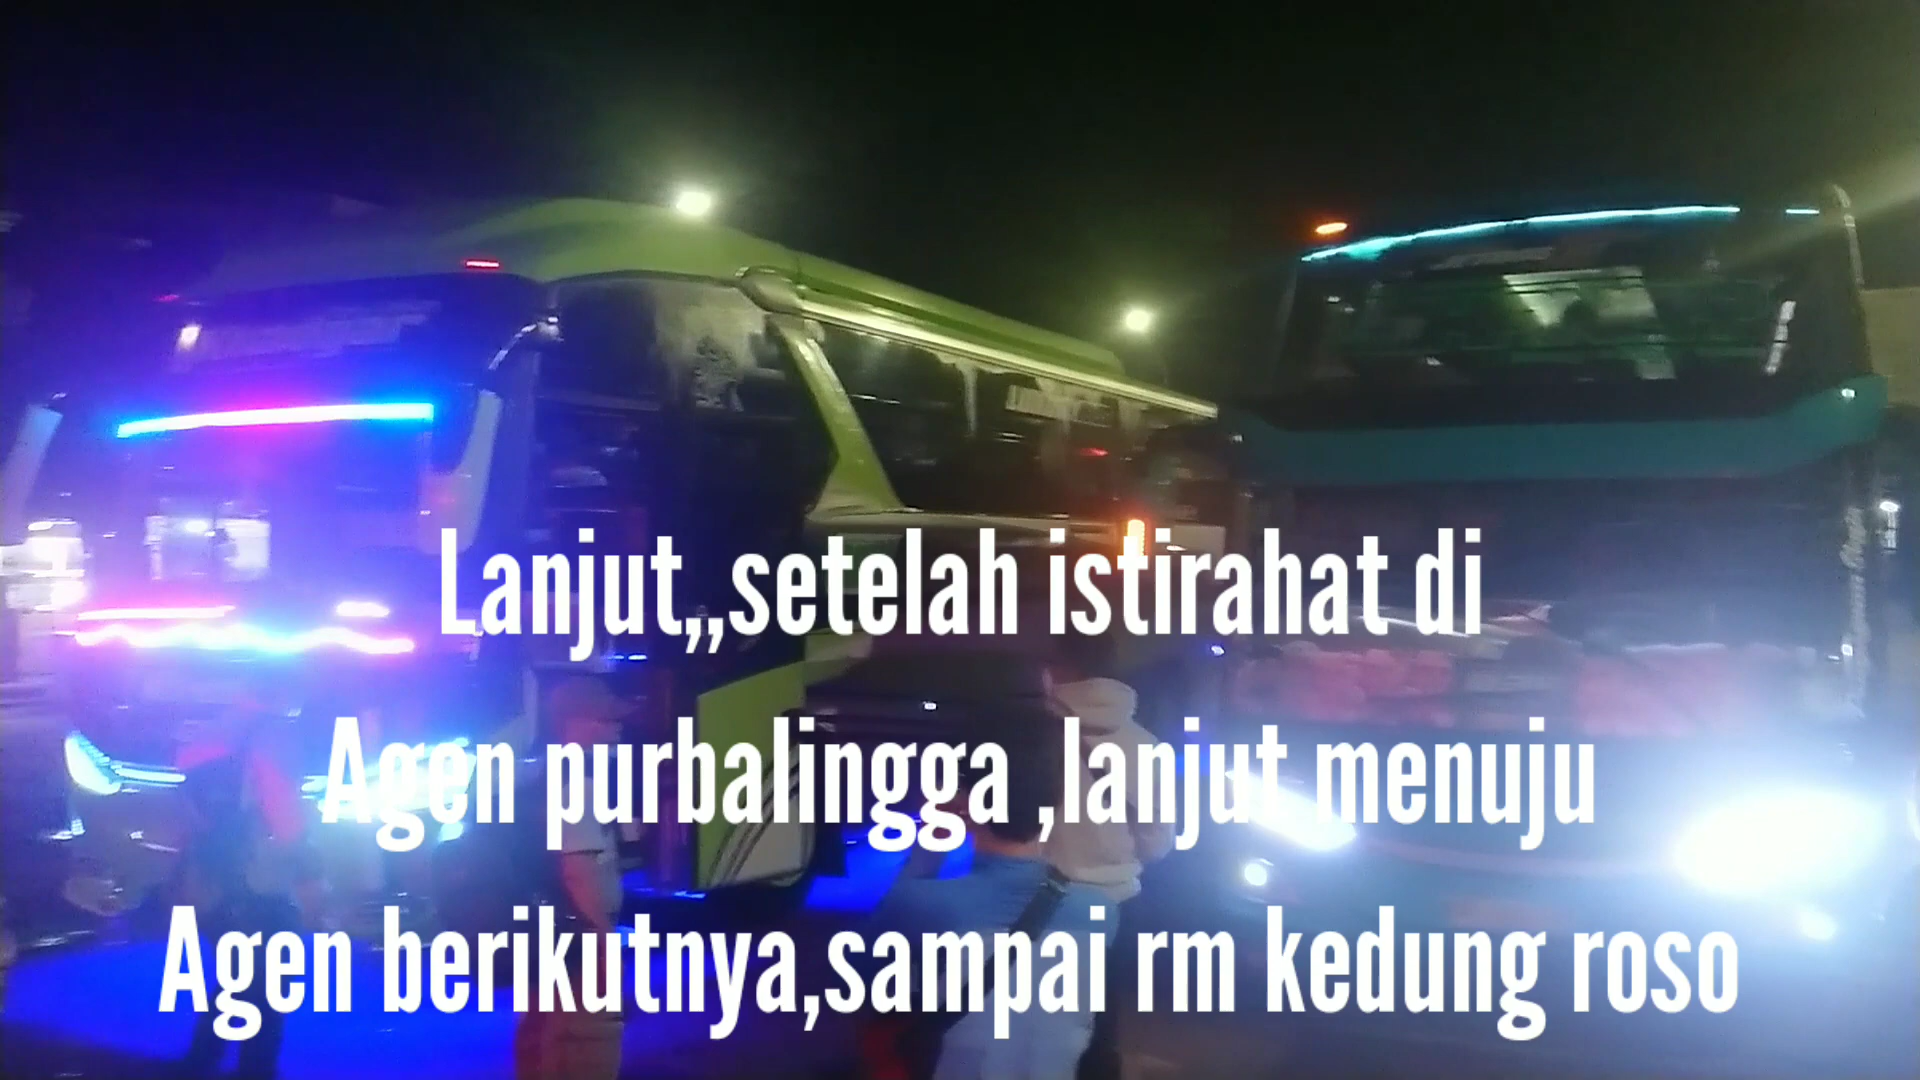 Lanjut,,setelah istirahat di
Agen purbalingga ,lanjut menuju
Agen berikutnya,sampai rm kedung roso